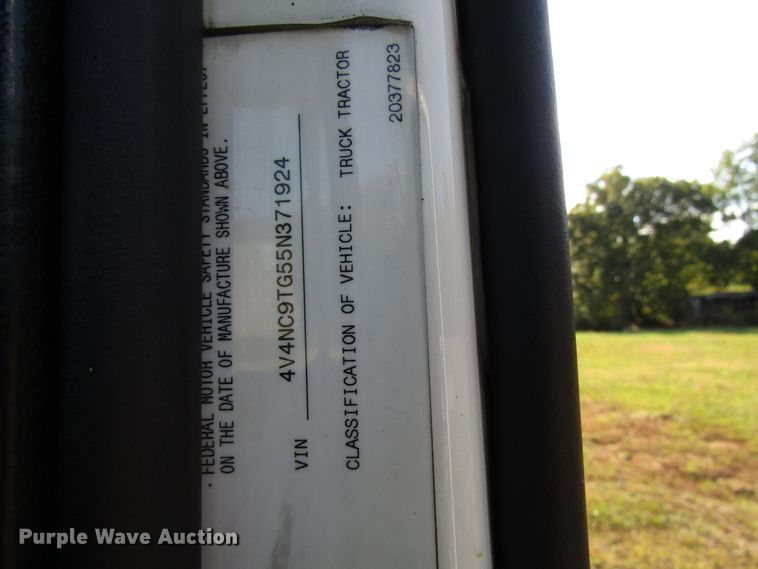 · FEDERAL MOTOR VEHICLE SAFETY STANDARDS IN EFFECT
ON THE DATE OF MANUFACTURE SHOWN ABOVE.
VIN 4V4NC9TG55N371924
CLASSIFICATION OF VEHICLE: TRUCK TRACTOR
20377823
Purple Wave Auction